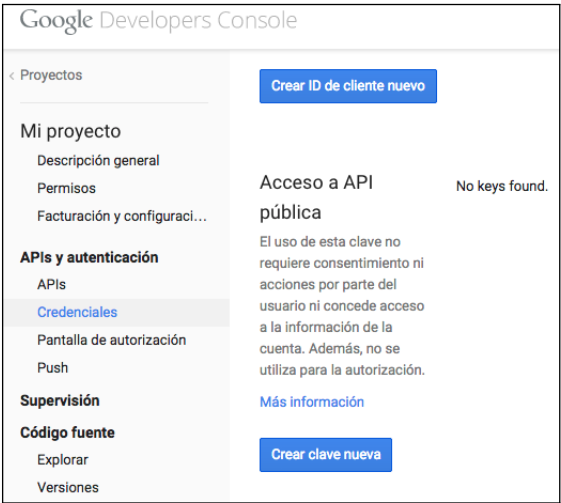 Google Developers Console
< Proyectos
Mi proyecto
Descripción general
Permisos
Facturación y configuraci...
APIs y autenticación
APIs
Credenciales
Pantalla de autorización
Push
Supervisión
Código fuente
Explorar
Versiones
Crear ID de cliente nuevo
Acceso a API
pública
El uso de esta clave no
requiere consentimiento ni
acciones por parte del
usuario ni concede acceso
a la información de la
cuenta. Además, no se
utiliza para la autorización.
Más información
Crear clave nueva
No keys found.